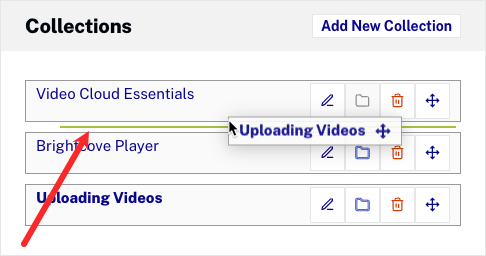 Collections
Add New Collection
Video Cloud Essentials
Uploading Videos
Brightcove Player
Uploading Videos